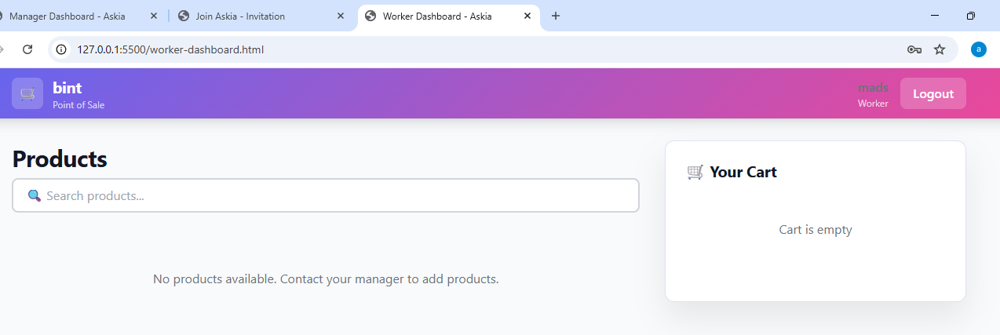 Manager Dashboard - Askia
Join Askia - Invitation
Worker Dashboard - Askia
127.0.0.1:5500/worker-dashboard.html
a
bint
Point of Sale
mads
Worker
Logout
Products
Search products...
No products available. Contact your manager to add products.
Your Cart
Cart is empty